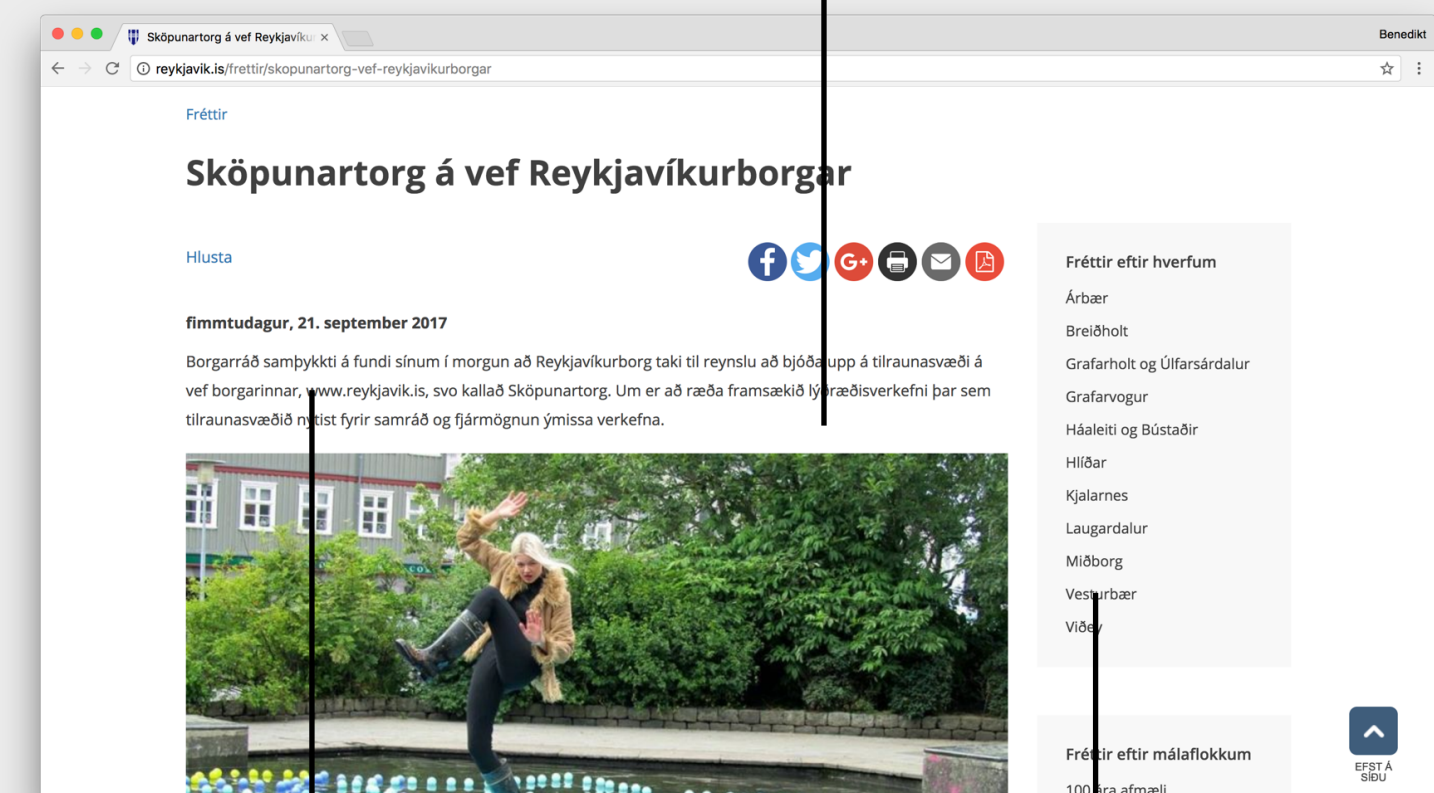 Sköpunartorg á vef Reykjavíku
Benedikt
reykjavik.is/frettir/skopunartorg-vef-reykjavikurborgar
Fréttir
Sköpunartorg á vef Reykjavíkurborgar
Hlusta
fimmtudagur, 21. september 2017
Borgarráð samþykkti á fundi sínum í morgun að Reykjavíkurborg taki til reynslu að bjóða upp á tilraunasvæði á
vef borgarinnar, www.reykjavik.is, svo kallað Sköpunartorg. Um er að ræða framsækið lýðræðisverkefni þar sem
tilraunasvæðið nýtist fyrir samráð og fjármögnun ýmissa verkefna.
Fréttir eftir hverfum
Árbær
Breiðholt
Grafarholt og Úlfarsárdalur
Grafarvogur
Háaleiti og Bústaðir
Hlíðar
Kjalarnes
Laugardalur
Miðborg
Vesturbær
Viðey
Fréttir eftir málaflokkum
100 ára afmæli
EFST Á
SÍÐU